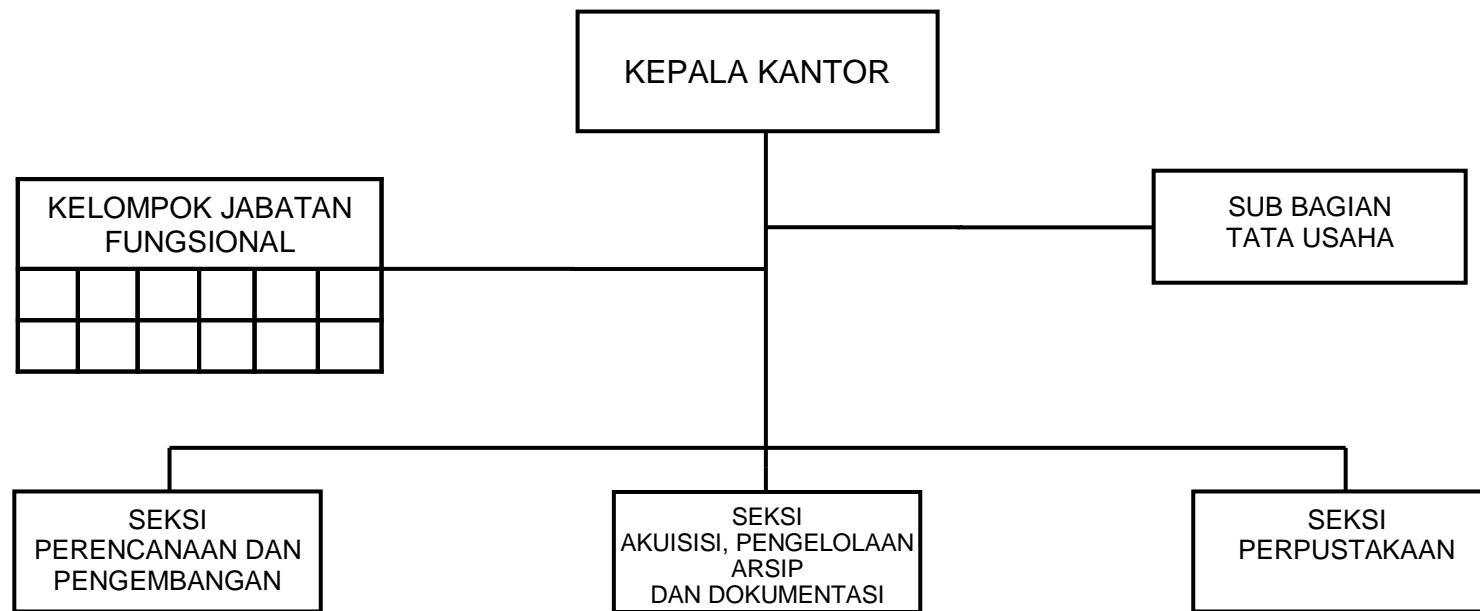 KEPALA KANTOR
KELOMPOK JABATAN
FUNGSIONAL
SUB BAGIAN
TATA USAHA
SEKSI
PERENCANAAN DAN
PENGEMBANGAN
SEKSI
AKUISISI, PENGELOLAAN
ARSIP
DAN DOKUMENTASI
SEKSI
PERPUSTAKAAN